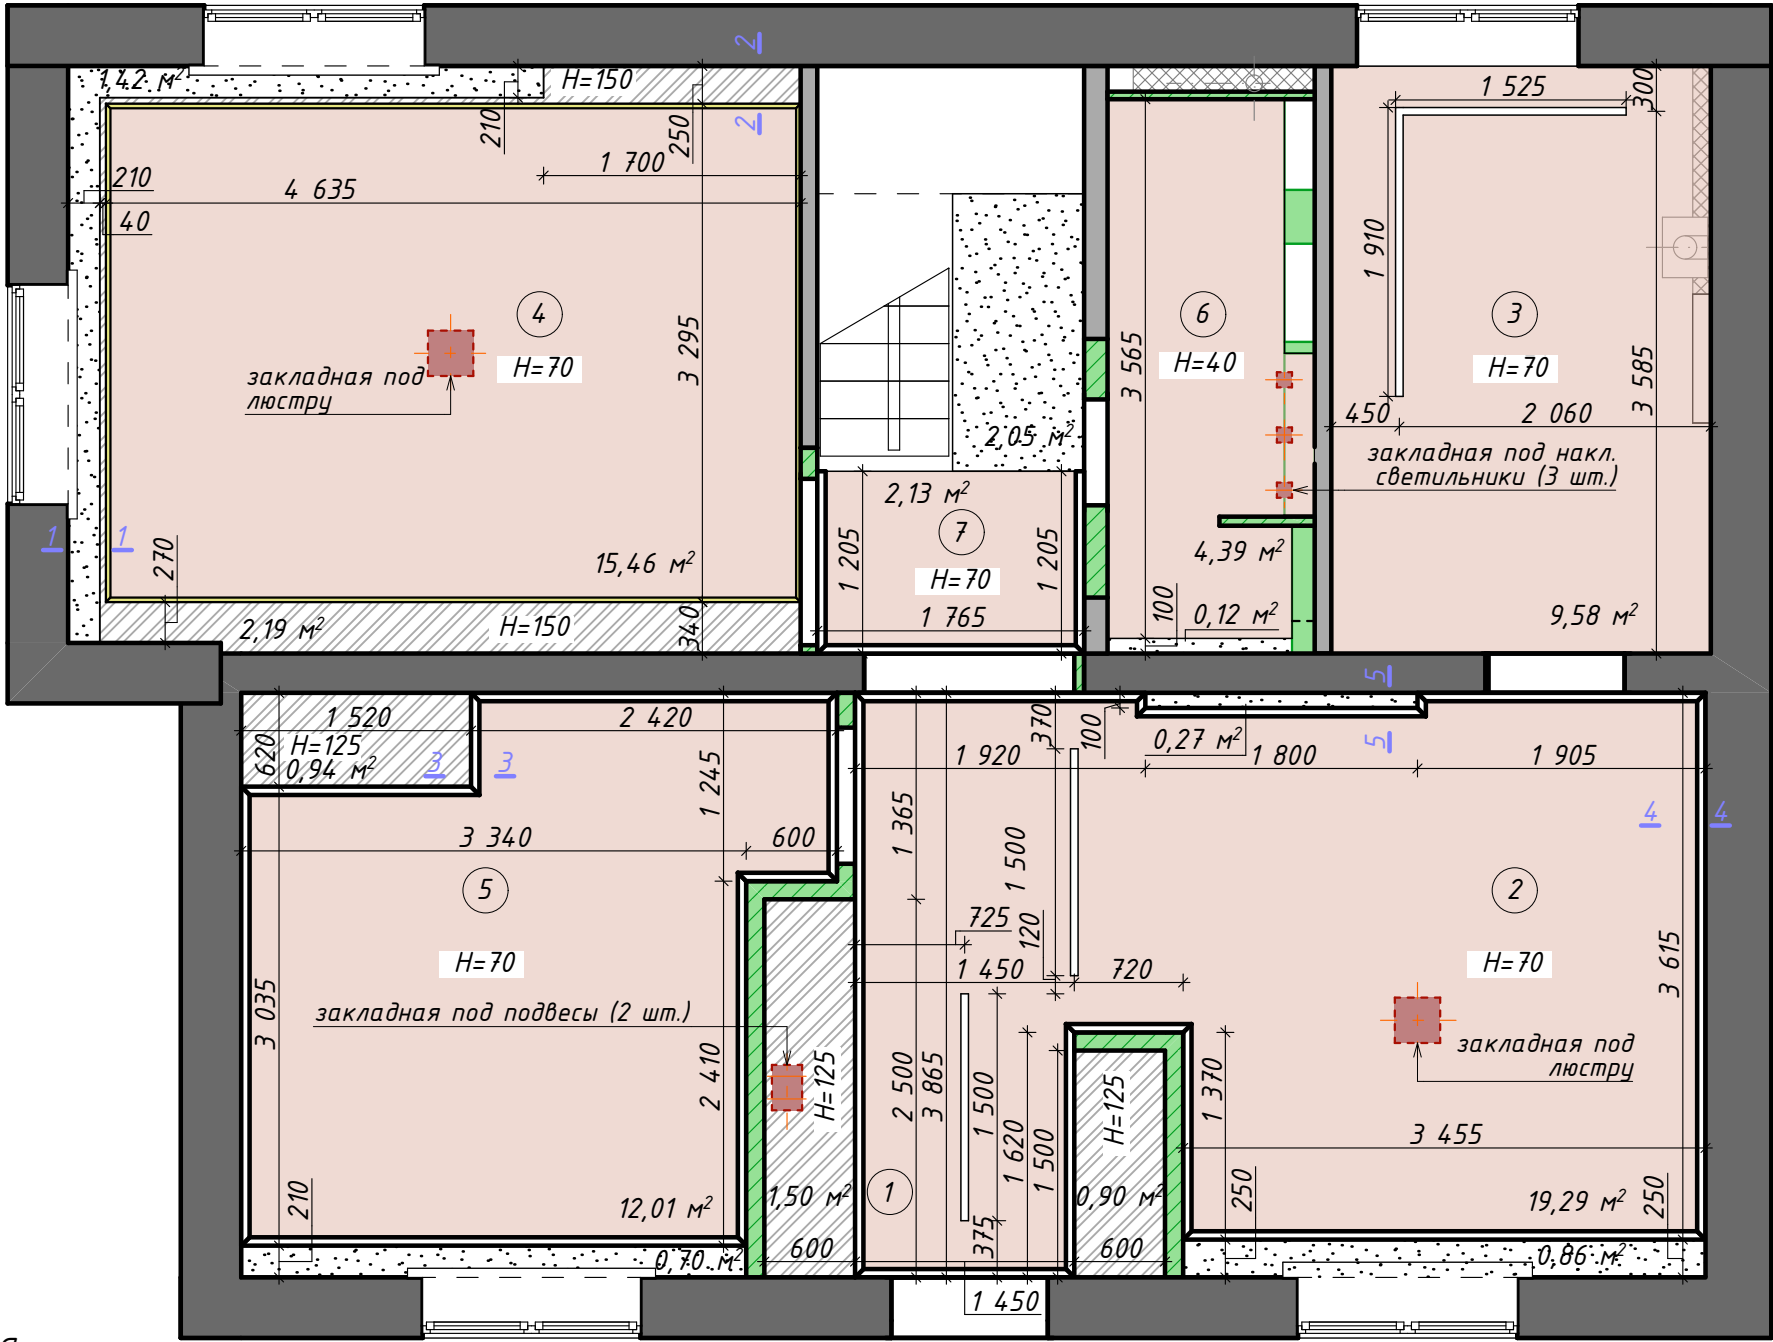 1,42 м²
H=150
2
2
210
250
1 700
210
4 635
40
4
H=70
3 295
закладная под
люстру
1
1
270
15,46 м²
2,19 м²
H=150
340
2,05 м²
2,13 м²
7
H=70
1 205
1 205
1 765
6
H=40
3 565
4,39 м²
100
0,12 м²
1 525
300
1 910
3
H=70
3 585
450
2 060
закладная под накл.
светильники (3 шт.)
9,58 м²
5
5
1 520
H=125
0,94 м²
620
3
3
2 420
1 245
3 340
600
5
H=70
3 035
закладная под подвесы (2 шт.)
2 410
H=125
210
12,01 м²
1,50 м²
0,70 м²
600
1 920
370
100
0,27 м²
1 800
1 905
4
4
1 365
1 500
725
120
1 450
720
2
H=70
3 615
закладная под
люстру
2 500
3 865
1 500
1 620
1 500
H=125
1 370
3 455
1
375
0,90 м²
600
250
19,29 м²
250
0,86 м²
1 450